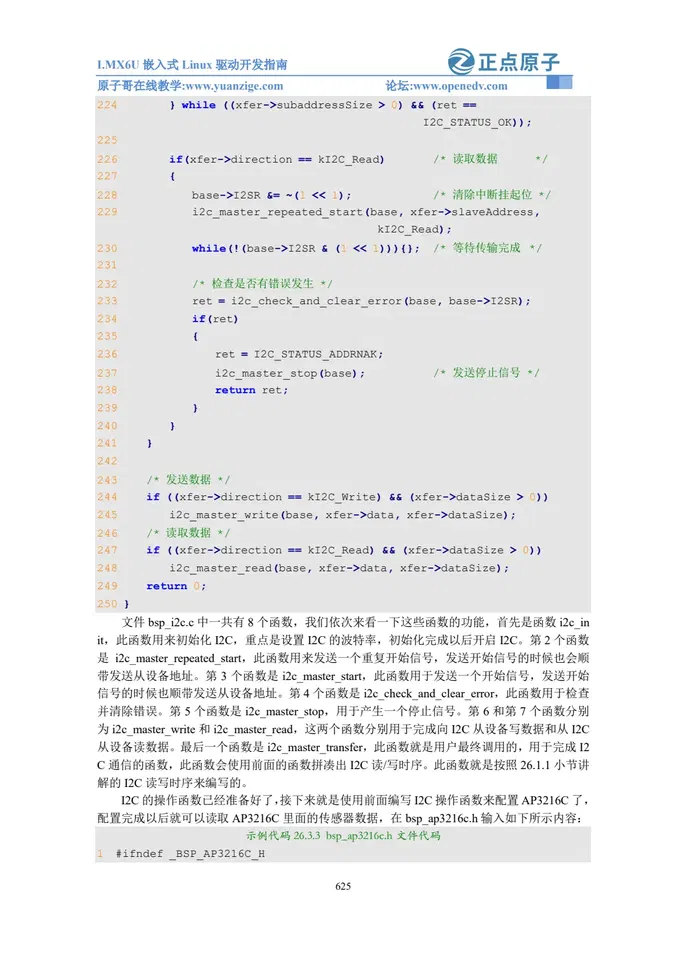 I.MX6U 嵌入式 Linux 驱动开发指南
正点原子
原子哥在线教学:www.yuanzige.com 论坛:www.openedv.com
224 } while ((xfer->subaddressSize > 0) && (ret ==
I2C_STATUS_OK));
225
226 if(xfer->direction == kI2C_Read) /* 读取数据 */
227 {
228 base->I2SR &= ~(1 << 1); /* 清除中断挂起位 */
229 i2c_master_repeated_start(base, xfer->slaveAddress,
kI2C_Read);
230 while(!(base->I2SR & (1 << 1))){}; /* 等待传输完成 */
231
232 /* 检查是否有错误发生 */
233 ret = i2c_check_and_clear_error(base, base->I2SR);
234 if(ret)
235 {
236 ret = I2C_STATUS_ADDRNAK;
237 i2c_master_stop(base); /* 发送停止信号 */
238 return ret;
239 }
240 }
241 }
242
243 /* 发送数据 */
244 if ((xfer->direction == kI2C_Write) && (xfer->dataSize > 0))
245 i2c_master_write(base, xfer->data, xfer->dataSize);
246 /* 读取数据 */
247 if ((xfer->direction == kI2C_Read) && (xfer->dataSize > 0))
248 i2c_master_read(base, xfer->data, xfer->dataSize);
249 return 0;
250 }
文件 bsp_i2c.c 中一共有 8 个函数，我们依次来看一下这些函数的功能，首先是函数 i2c_in
it，此函数用来初始化 I2C，重点是设置 I2C 的波特率，初始化完成以后开启 I2C。第 2 个函数
是 i2c_master_repeated_start，此函数用来发送一个重复开始信号，发送开始信号的时候也会顺
带发送从设备地址。第 3 个函数是 i2c_master_start，此函数用于发送一个开始信号，发送开始
信号的时候也顺带发送从设备地址。第 4 个函数是 i2c_check_and_clear_error，此函数用于检查
并清除错误。第 5 个函数是 i2c_master_stop，用于产生一个停止信号。第 6 和第 7 个函数分别
为 i2c_master_write 和 i2c_master_read，这两个函数分别用于完成向 I2C 从设备写数据和从 I2C
从设备读数据。最后一个函数是 i2c_master_transfer，此函数就是用户最终调用的，用于完成 I2
C 通信的函数，此函数会使用前面的函数拼凑出 I2C 读/写时序。此函数就是按照 26.1.1 小节讲
解的 I2C 读写时序来编写的。
I2C 的操作函数已经准备好了，接下来就是使用前面编写 I2C 操作函数来配置 AP3216C 了，
配置完成以后就可以读取 AP3216C 里面的传感器数据，在 bsp_ap3216c.h 输入如下所示内容：
示例代码 26.3.3 bsp_ap3216c.h 文件代码
1 #ifndef _BSP_AP3216C_H
625